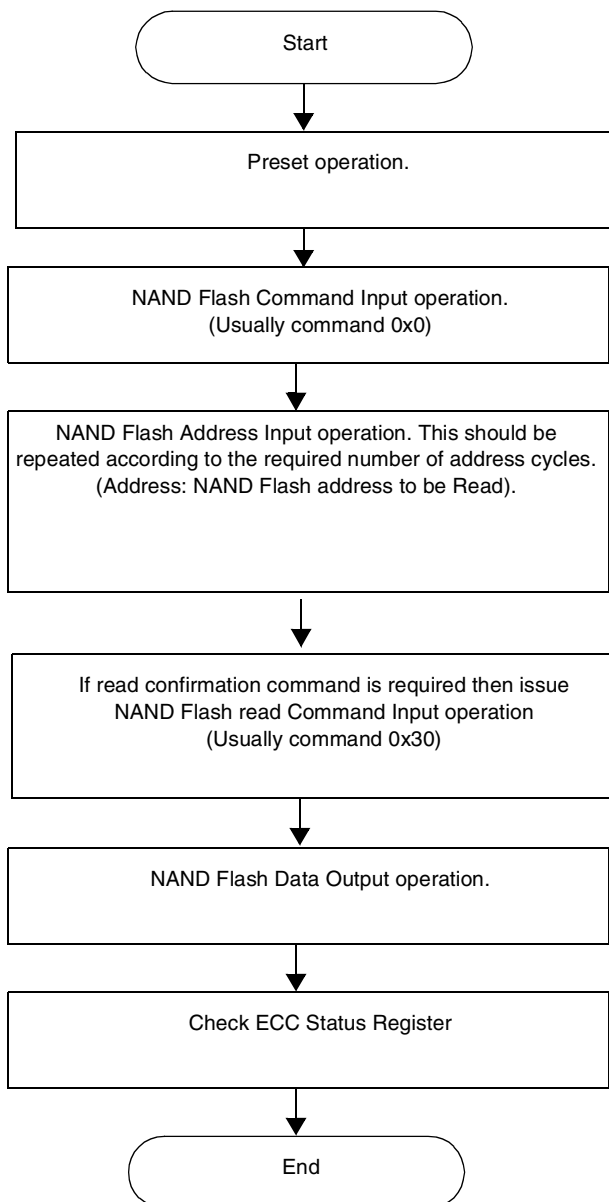 Start
Preset operation.
NAND Flash Command Input operation.
(Usually command 0x0)
NAND Flash Address Input operation. This should be
repeated according to the required number of address cycles.
(Address: NAND Flash address to be Read).
If read confirmation command is required then issue
NAND Flash read Command Input operation
(Usually command 0x30)
NAND Flash Data Output operation.
Check ECC Status Register
End